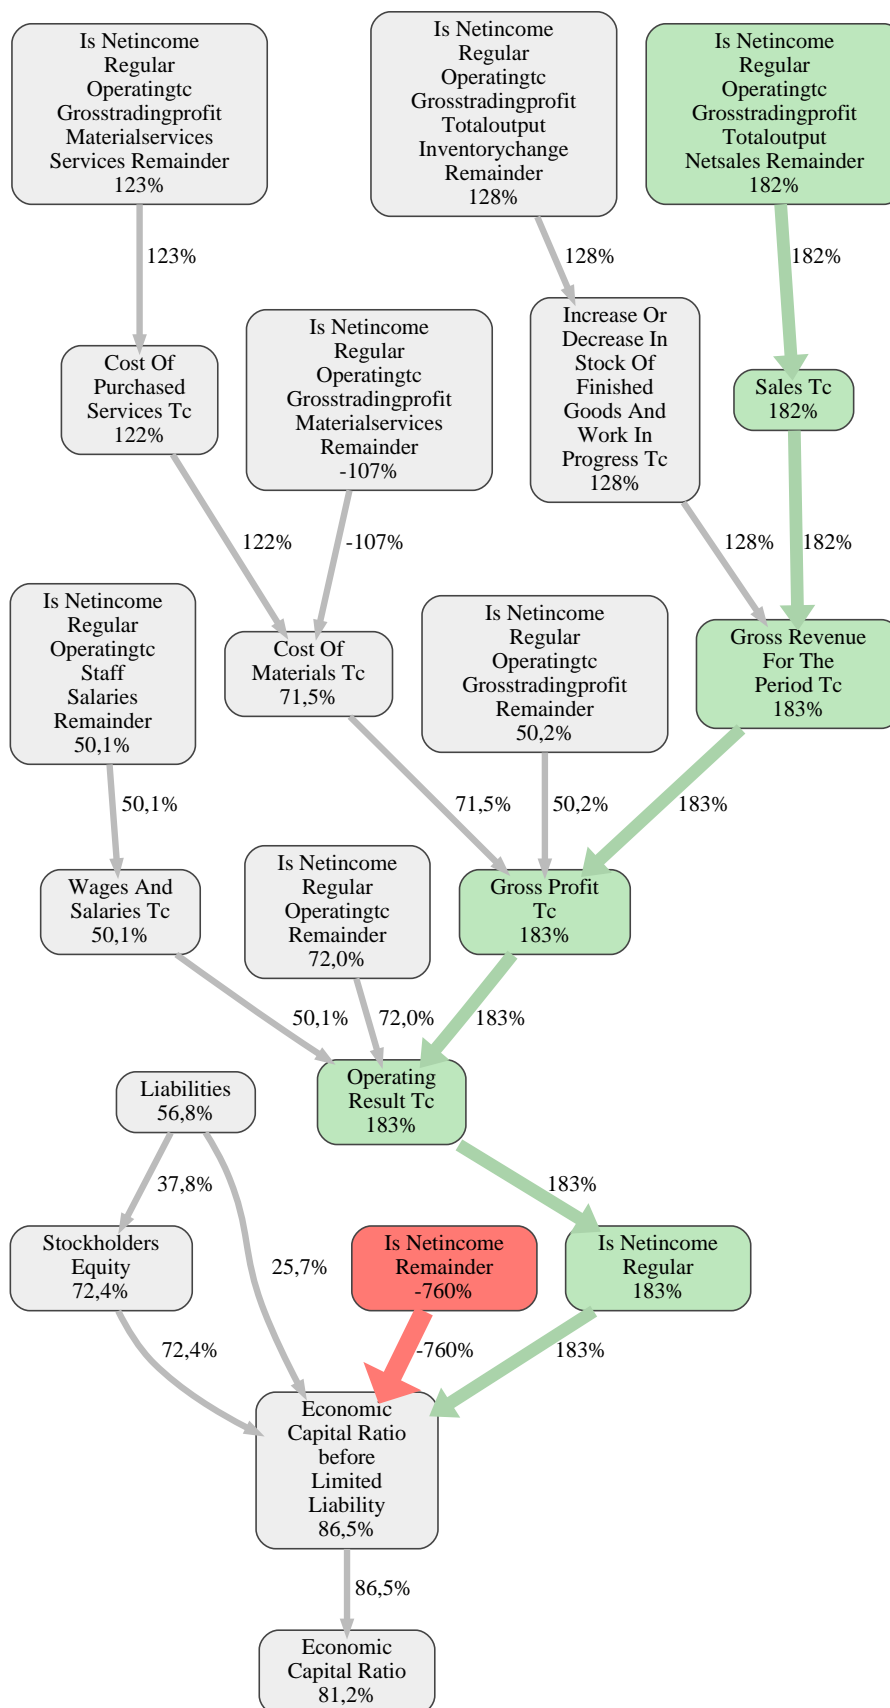 Is Netincome
Regular
Operatingtc
Grosstradingprofit
Materialservices
Services Remainder
123%
Is Netincome
Regular
Operatingtc
Grosstradingprofit
Totaloutput
Inventorychange
Remainder
128%
Is Netincome
Regular
Operatingtc
Grosstradingprofit
Totaloutput
Netsales Remainder
182%
123%
128%
182%
Cost Of
Purchased
Services Tc
122%
Is Netincome
Regular
Operatingtc
Grosstradingprofit
Materialservices
Remainder
-107%
Increase Or
Decrease In
Stock Of
Finished
Goods And
Work In
Progress Tc
128%
Sales Tc
182%
122%
-107%
128%
182%
Is Netincome
Regular
Operatingtc
Staff
Salaries
Remainder
50,1%
Cost Of
Materials Tc
71,5%
Is Netincome
Regular
Operatingtc
Grosstradingprofit
Remainder
50,2%
Gross Revenue
For The
Period Tc
183%
50,1%
71,5%
50,2%
183%
Wages And
Salaries Tc
50,1%
Is Netincome
Regular
Operatingtc
Remainder
72,0%
Gross Profit
Tc
183%
50,1%
72,0%
183%
Liabilities
56,8%
Operating
Result Tc
183%
37,8%
183%
Stockholders
Equity
72,4%
25,7%
Is Netincome
Remainder
-760%
Is Netincome
Regular
183%
72,4%
-760%
183%
Economic
Capital Ratio
before
Limited
Liability
86,5%
86,5%
Economic
Capital Ratio
81,2%